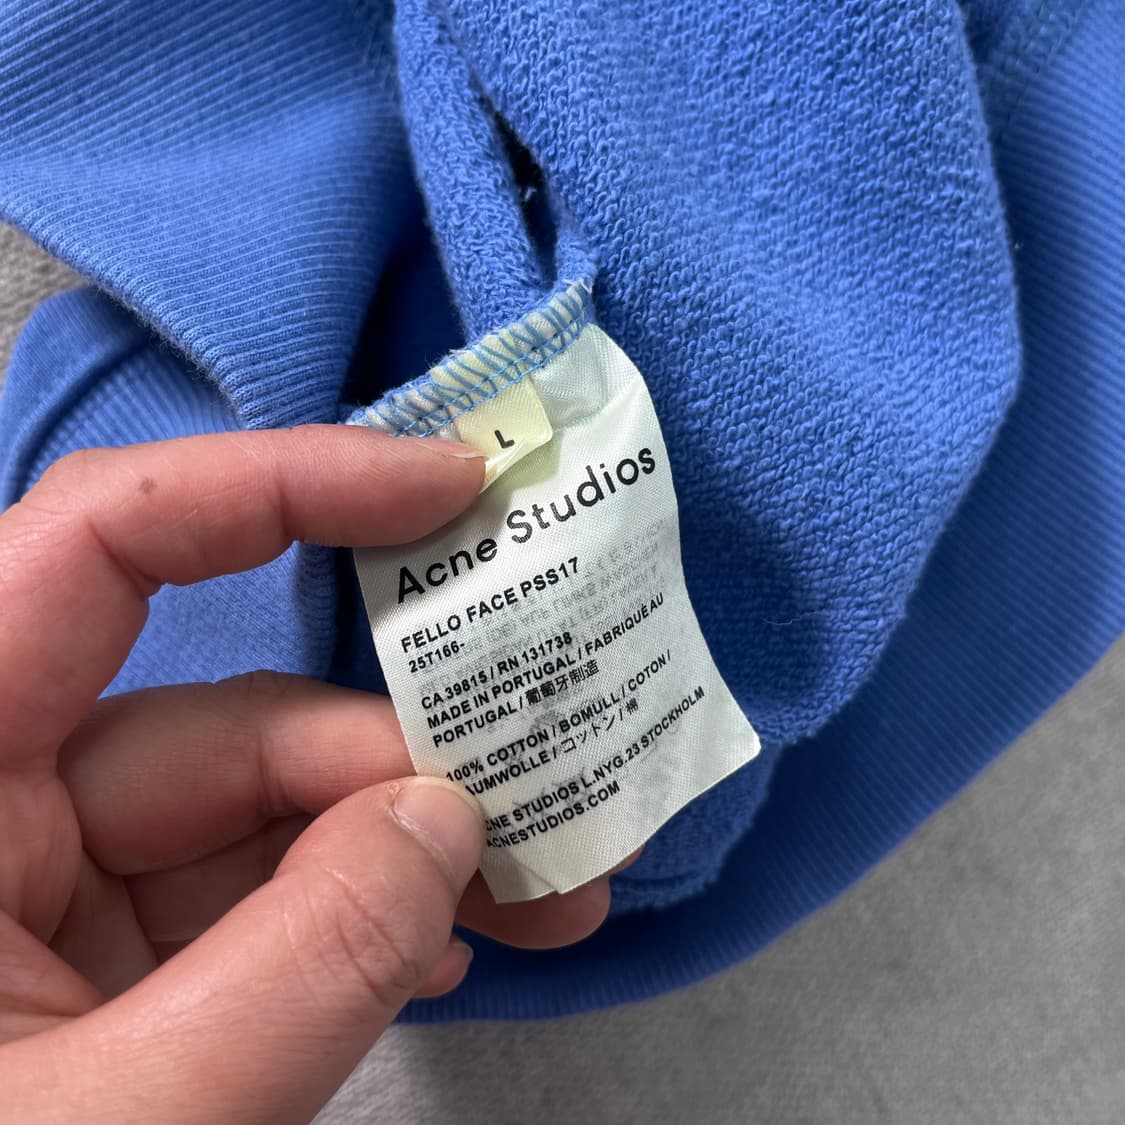 L
Acne Studios
FELLO FACE PSS17
25T166-
CA 39815 / RN 131738
MADE IN PORTUGAL / FABRIQUÉ AU
PORTUGAL / 葡萄牙制造
100% COTTON / BOMULL / COTON /
AUMWOLLE / コットン / 棉
CNE STUDIOS L.NYG.23 STOCKHOLM
ACNESTUDIOS.COM